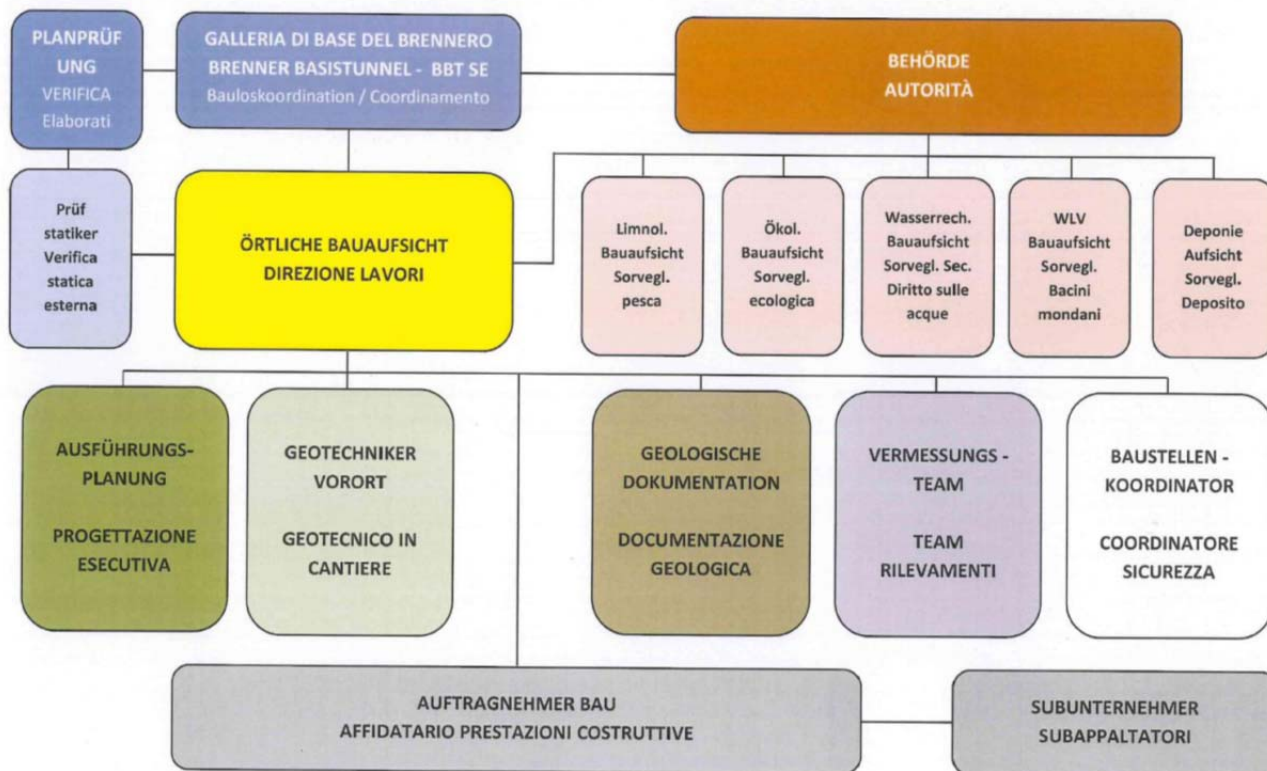 PLANPRÜF
UNG
VERIFICA
Elaborati
GALLERIA DI BASE DEL BRENNERO
BRENNER BASISTUNNEL - BBT SE
Bauloskoordination / Coordinamento
BEHÖRDE
AUTORITÀ
Prüf
statiker
Verifica
statica
esterna
ÖRTLICHE BAUAUFSICHT
DIREZIONE LAVORI
Limnol.
Bauaufsicht
Sorvegl.
pesca
Ökol.
Bauaufsicht
Sorvegl.
ecologica
Wasserrech.
Bauaufsicht
Sorvegl. Sec.
Diritto sulle
acque
WLV
Bauaufsicht
Sorvegl.
Bacini
mondani
Deponie
Aufsicht
Sorvegl.
Deposito
AUSFÜHRUNGS-
PLANUNG
PROGETTAZIONE
ESECUTIVA
GEOTECHNIKER
VORORT
GEOTECNICO IN
CANTIERE
GEOLOGISCHE
DOKUMENTATION
DOCUMENTAZIONE
GEOLOGICA
VERMESSUNGS -
TEAM
TEAM
RILEVAMENTI
BAUSTELLEN -
KOORDINATOR
COORDINATORE
SICUREZZA
AUFTRAGNEHMER BAU
AFFIDATARIO PRESTAZIONI COSTRUTTIVE
SUBUNTERNEHMER
SUBAPPALTATORI